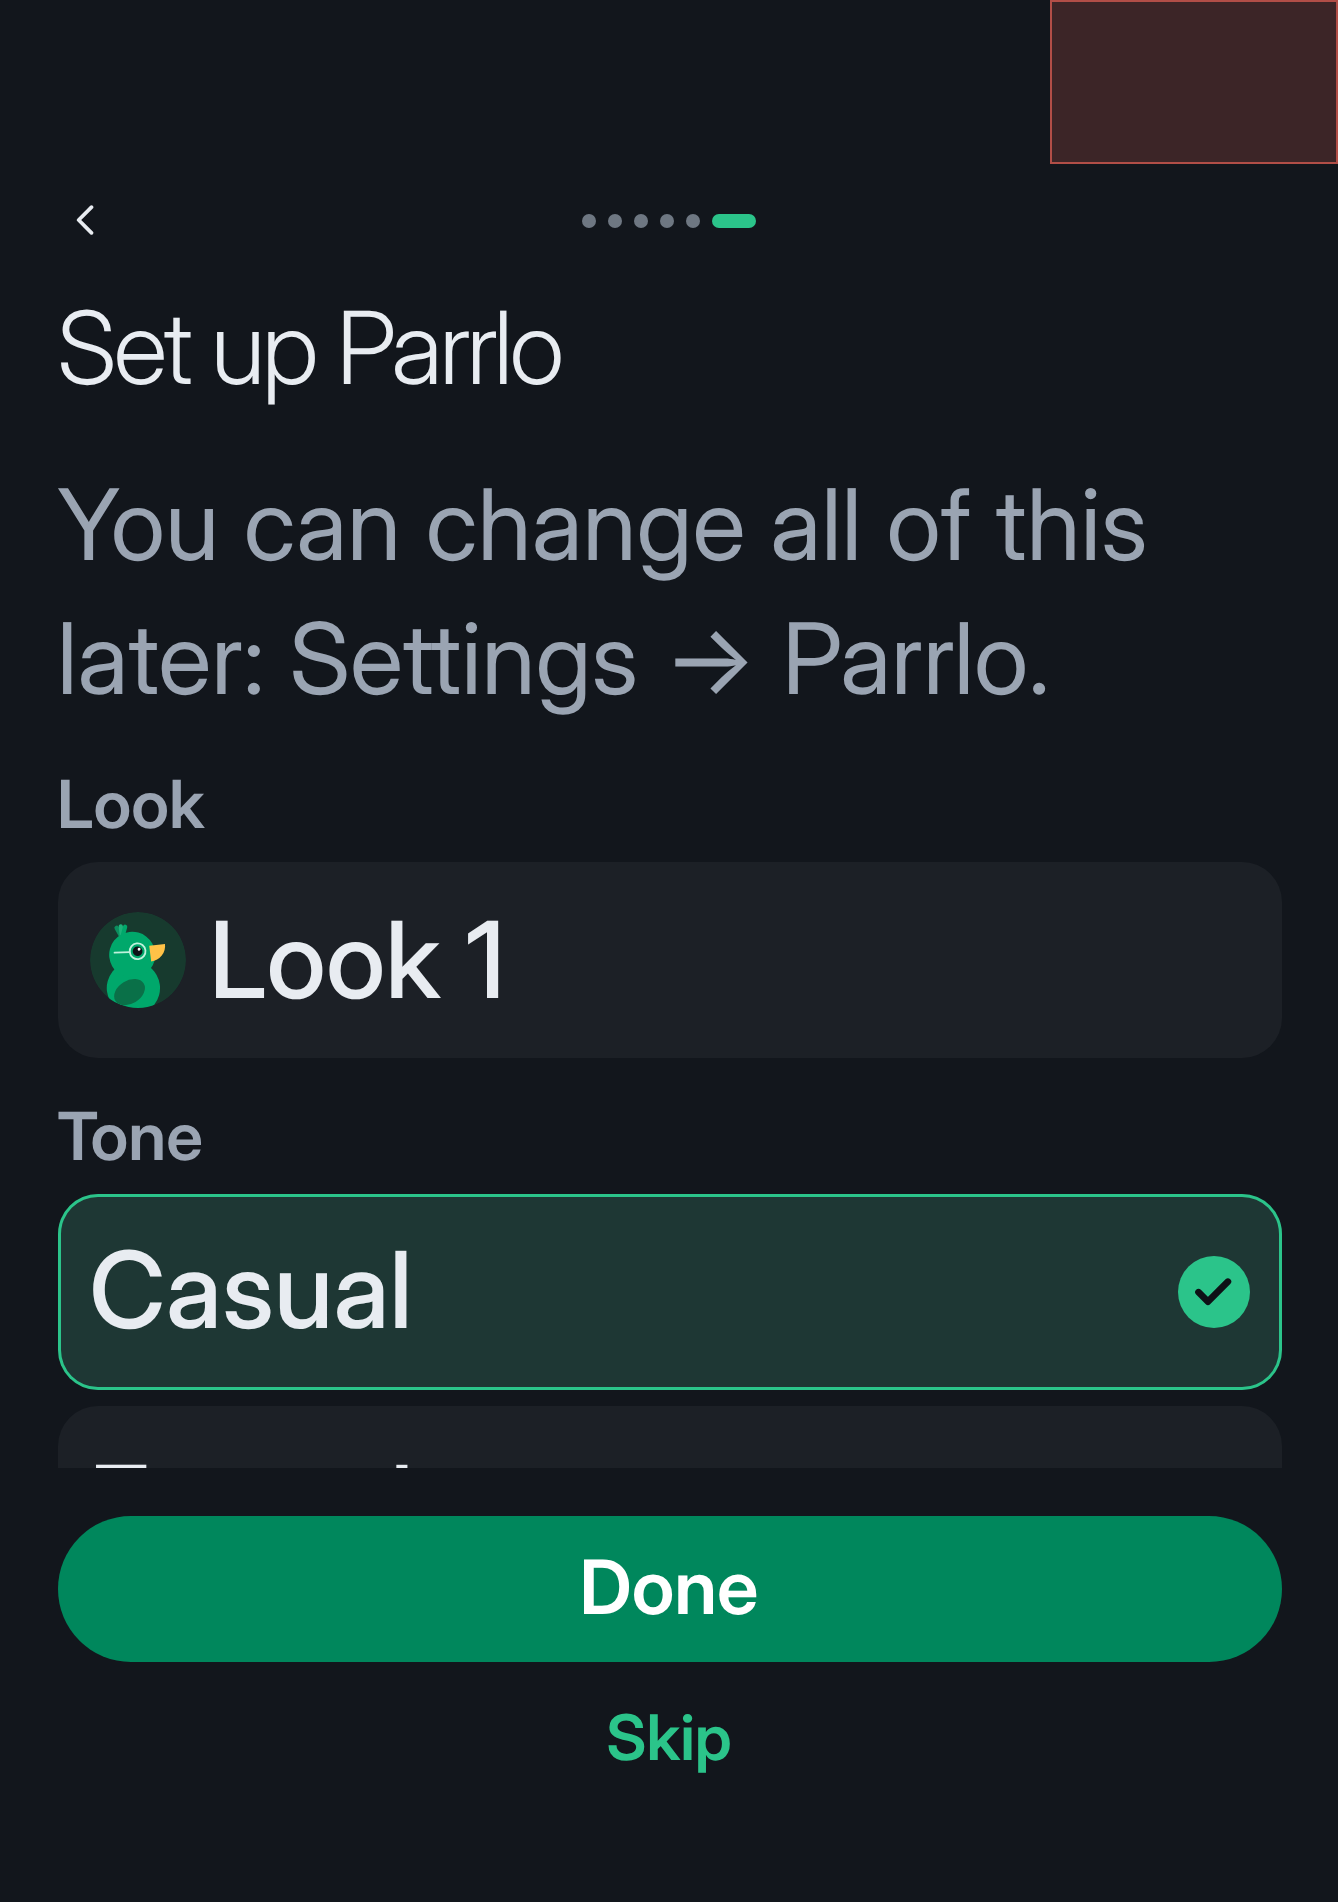 Set up Parrlo
You can change all of this
later: Settings → Parrlo.
Look
Look 1
Tone
Casual
Done
Skip